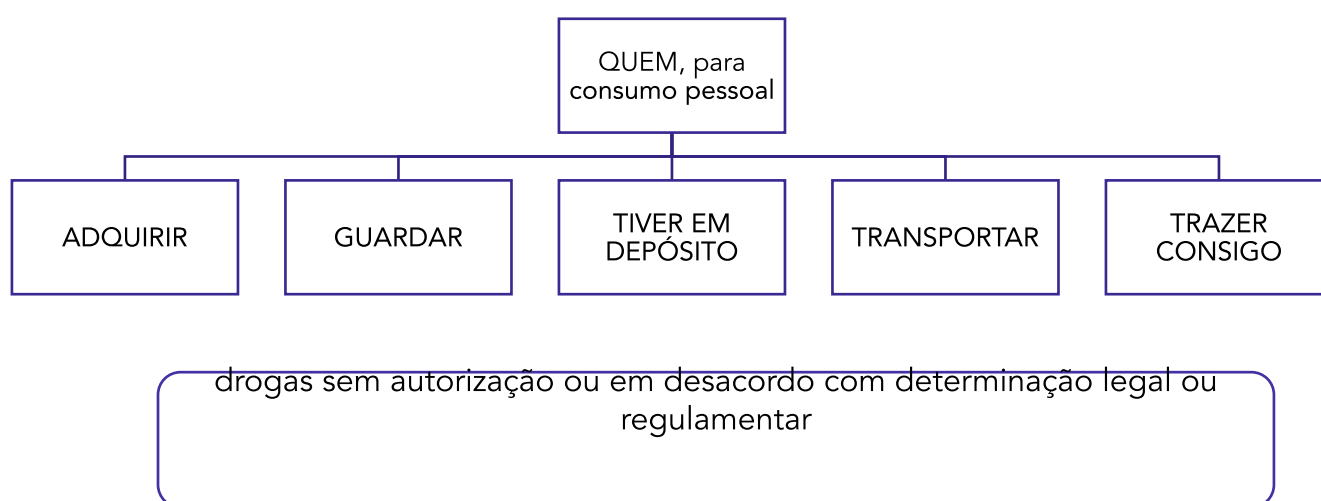 QUEM, para
consumo pessoal
ADQUIRIR
GUARDAR
TIVER EM
DEPÓSITO
TRANSPORTAR
TRAZER
CONSIGO
drogas sem autorização ou em desacordo com determinação legal ou
regulamentar